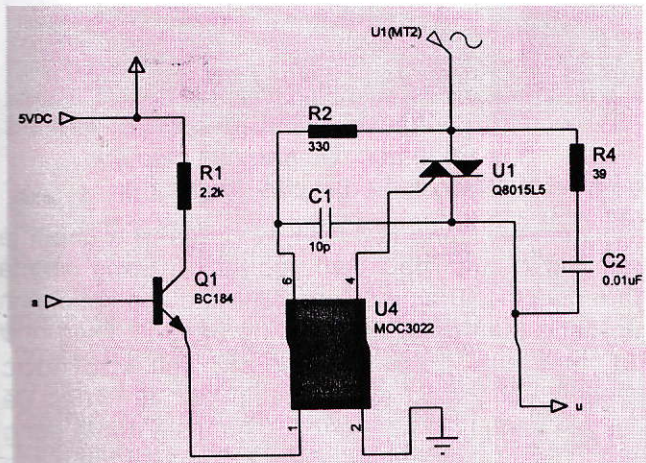 U1(MT2)
5VDC
R2
330
R1
2.2k
U1
Q8015L5
R4
39
C1
10p
C2
0.01uF
Q1
BC184
a
6
4
U4
MOC3022
u
1
2